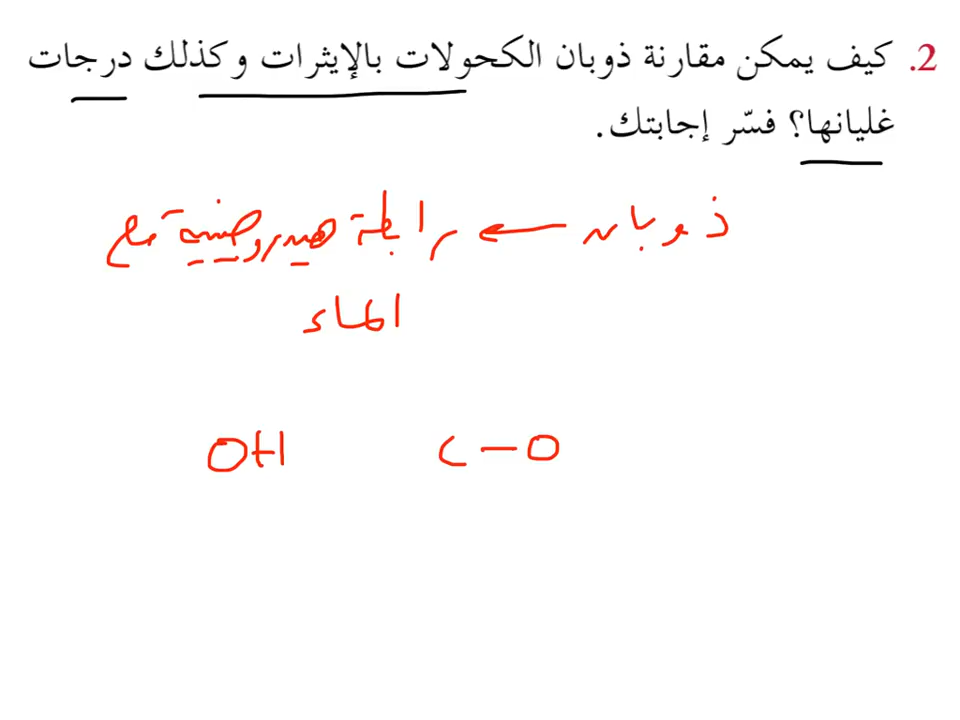 2. كيف يمكن مقارنة ذوبان الكحولات بالإيثرات وكذلك درجات
غليانها؟ فسّر إجابتك.
ذوبان ← رابطة هيدروجينية مع
الماء
OH C-O